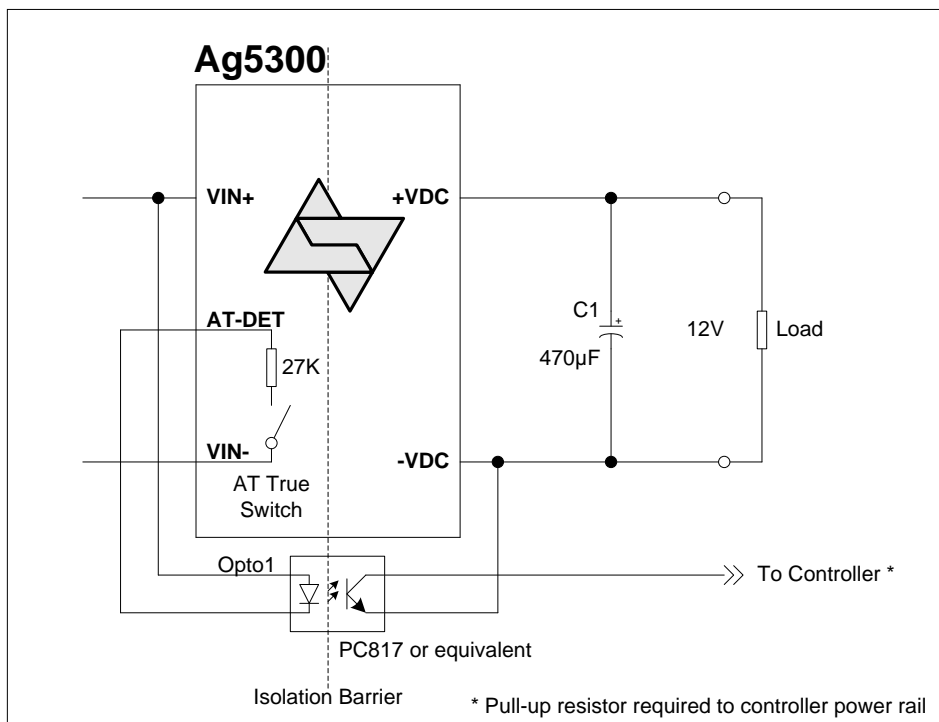 Ag5300
VIN+
+VDC
AT-DET
C1
+
12V
Load
27K
470µF
VIN-
-VDC
AT True
Switch
Opto1
To Controller *
PC817 or equivalent
Isolation Barrier
* Pull-up resistor required to controller power rail